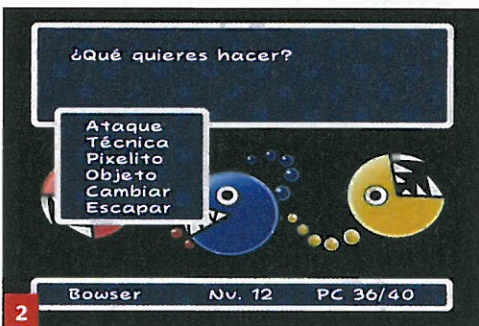 ¿Qué quieres hacer?
Ataque
Técnica
Pixelito
Objeto
Cambiar
Escapar
Bowser Nv. 12 PC 36/40
2